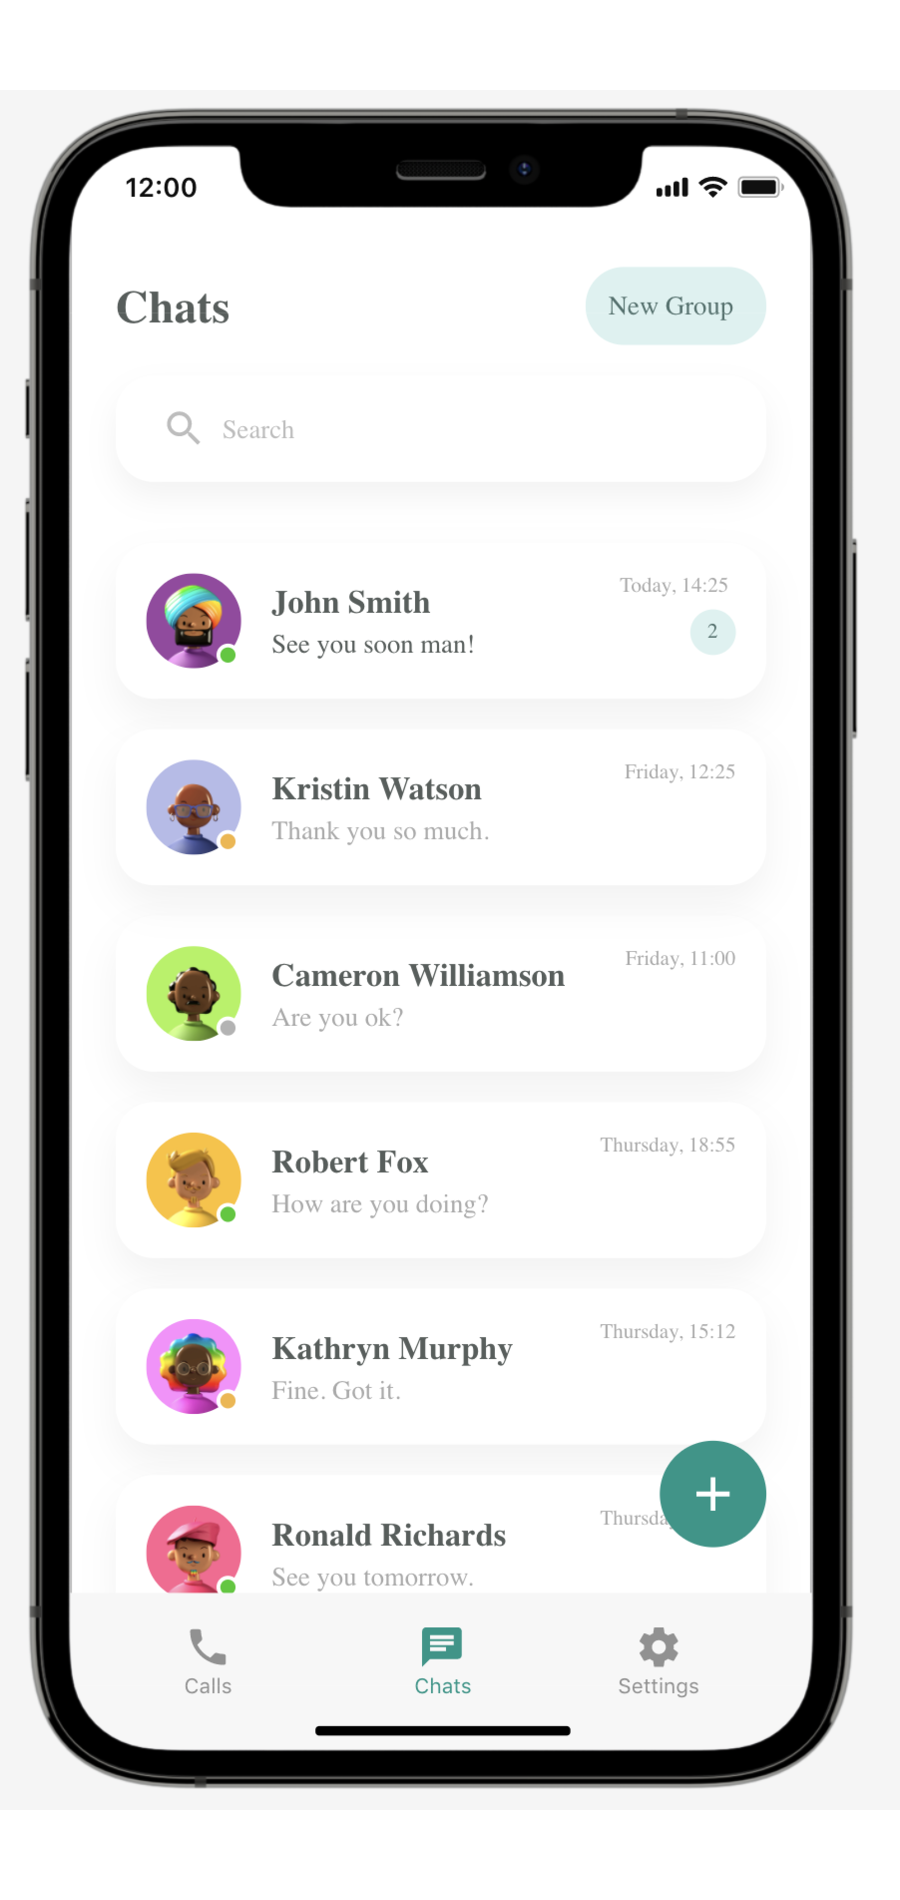 12:00
Chats
New Group
Search
John Smith
Today, 14:25
See you soon man!
2
Kristin Watson
Friday, 12:25
Thank you so much.
Cameron Williamson
Friday, 11:00
Are you ok?
Robert Fox
Thursday, 18:55
How are you doing?
Kathryn Murphy
Thursday, 15:12
Fine. Got it.
Ronald Richards
See you tomorrow.
Calls
Chats
Settings